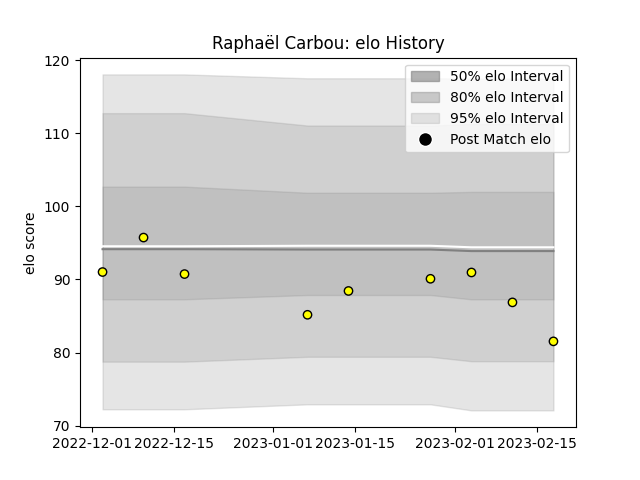 Raphaël Carbou: elo History
120
110
100
90
80
70
elo score
50% elo Interval
80% elo Interval
95% elo Interval
Post Match elo
2022-12-01 2022-12-15 2023-01-01 2023-01-15 2023-02-01 2023-02-15